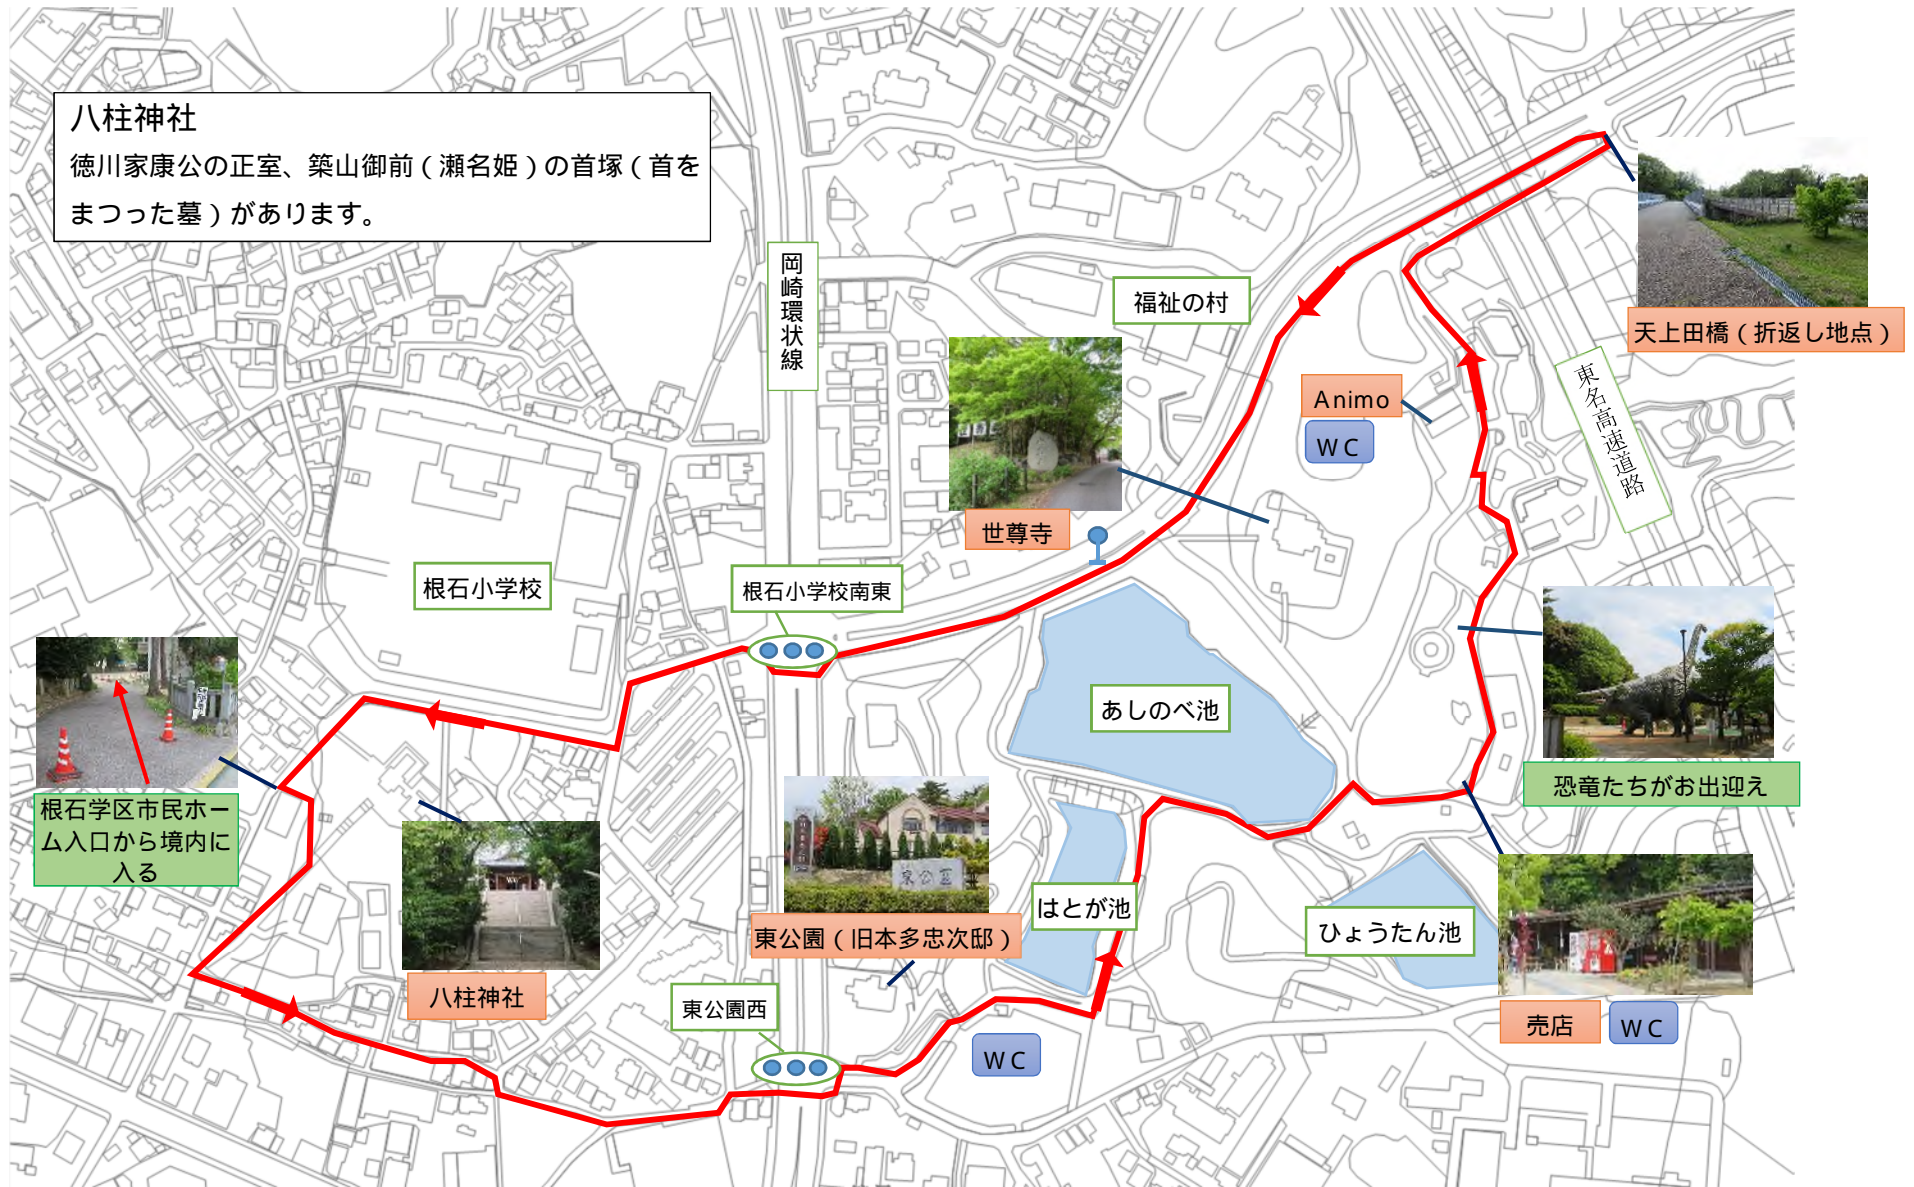 八柱神社
徳川家康公の正室、築山御前（瀬名姫）の首塚（首を
まつった墓）があります。
岡崎環状線
福祉の村
天上田橋（折返し地点）
Animo
WC
東名高速道路
世尊寺
根石小学校
根石小学校南東
あしのべ池
恐竜たちがお出迎え
根石学区市民ホー
ム入口から境内に
入る
東公園
はとが池
東公園（旧本多忠次邸）
ひょうたん池
八柱神社
東公園西
WC
売店
WC